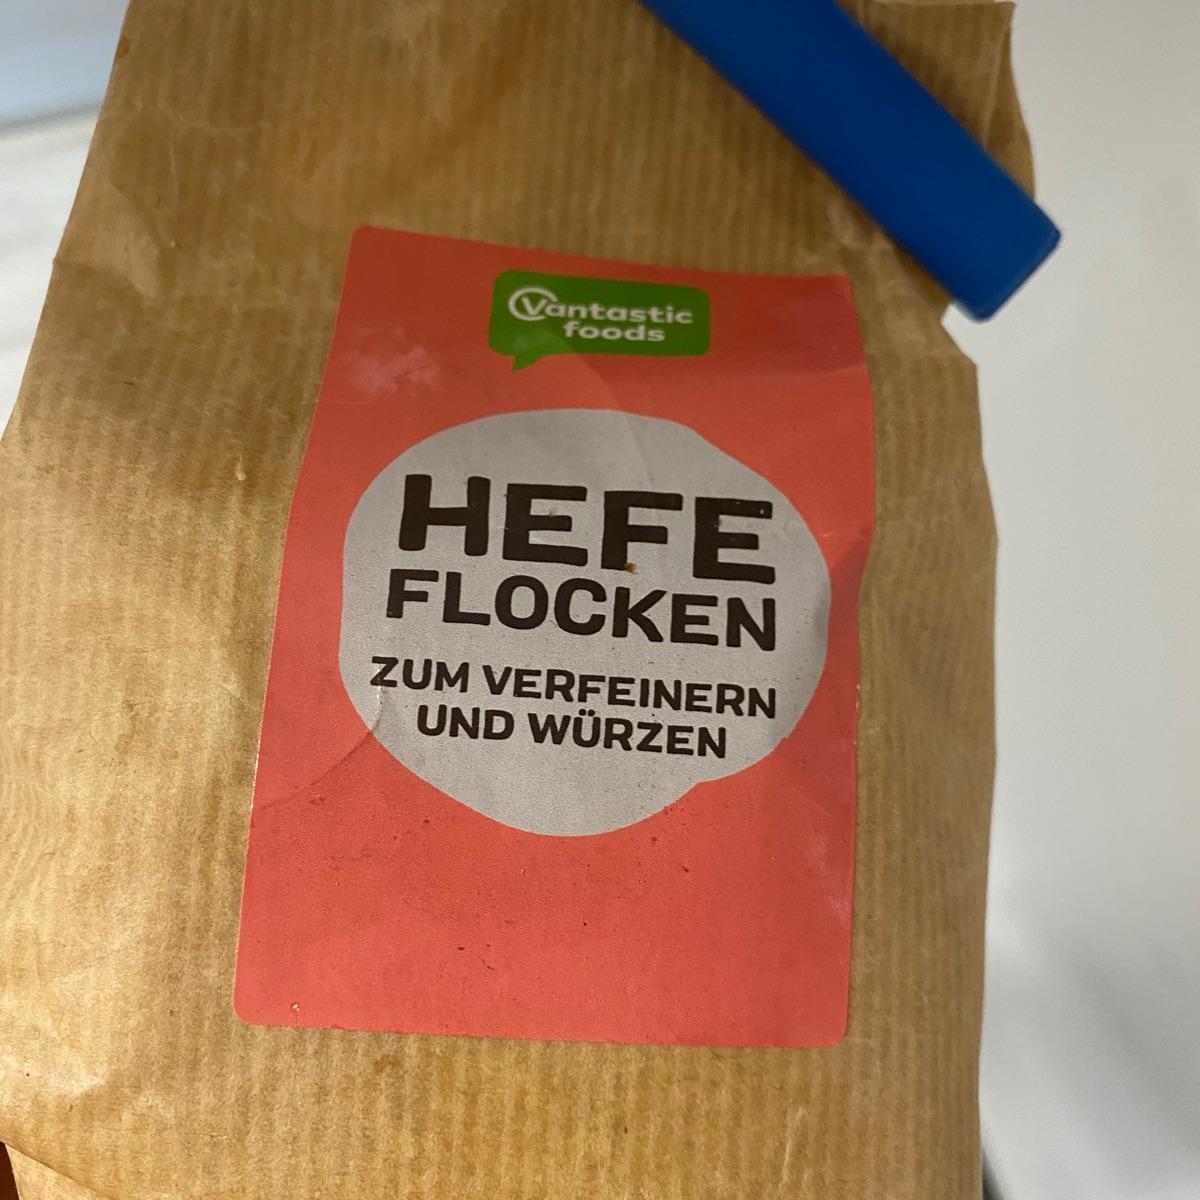 Vantastic
foods
HEFE
FLOCKEN
ZUM VERFEINERN
UND WÜRZEN